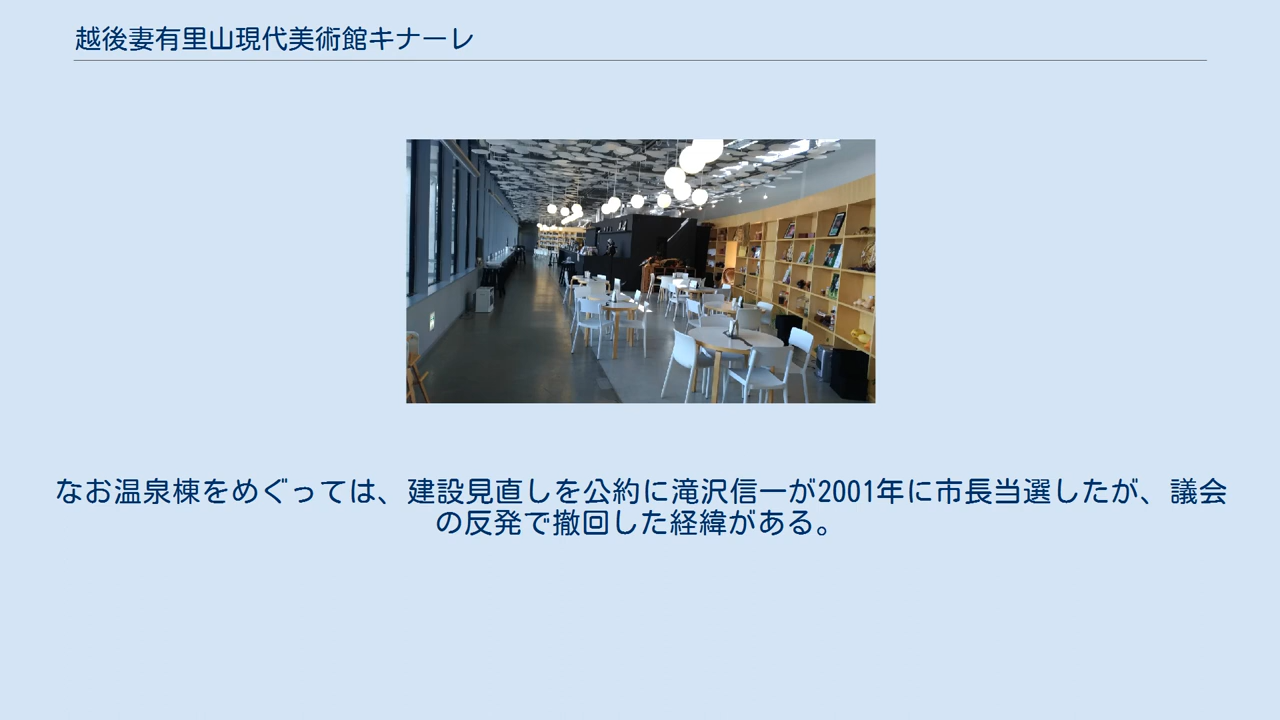 越後妻有里山現代美術館キナーレ
なお温泉棟をめぐっては、建設見直しを公約に滝沢信一が2001年に市長当選したが、議会
の反発で撤回した経緯がある。